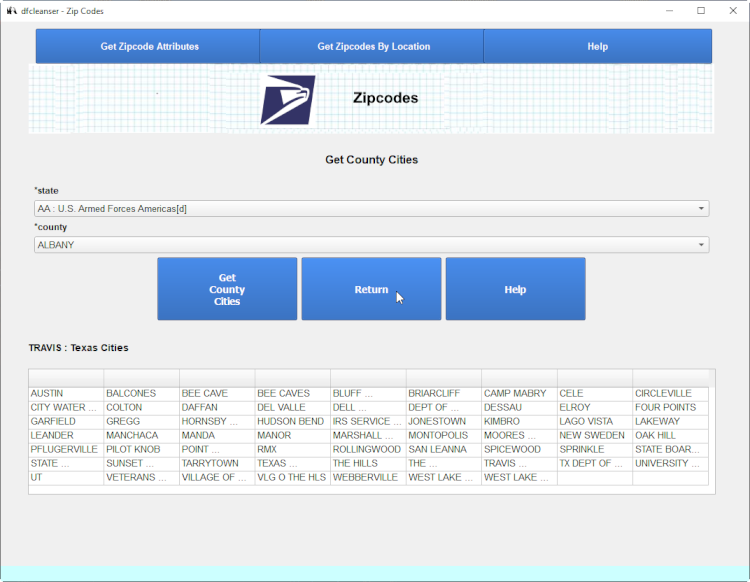 dfcleanser - Zip Codes
Get Zipcode Attributes Get Zipcodes By Location Help
Zipcodes
Get County Cities
*state
AA : U.S. Armed Forces Americas[d]
*county
ALBANY
Get
County
Cities
Return
Help
TRAVIS : Texas Cities
AUSTIN BALCONES BEE CAVE BEE CAVES BLUFF ... BRIARCLIFF CAMP MABRY CELE CIRCLEVILLE
CITY WATER ... COLTON DAFFAN DEL VALLE DELL ... DEPT OF ... DESSAU ELROY FOUR POINTS
GARFIELD GREGG HORNSBY ... HUDSON BEND IRS SERVICE ... JONESTOWN KIMBRO LAGO VISTA LAKEWAY
LEANDER MANCHACA MANDA MANOR MARSHALL ... MONTOPOLIS MOORES ... NEW SWEDEN OAK HILL
PFLUGERVILLE PILOT KNOB POINT ... RMX ROLLINGWOOD SAN LEANNA SPICEWOOD SPRINKLE STATE BOAR...
STATE ... SUNSET ... TARRYTOWN TEXAS ... THE HILLS THE ... TRAVIS ... TX DEPT OF ... UNIVERSITY ...
UT VETERANS ... VILLAGE OF ... VLG O THE HLS WEBBERVILLE WEST LAKE ... WEST LAKE ...